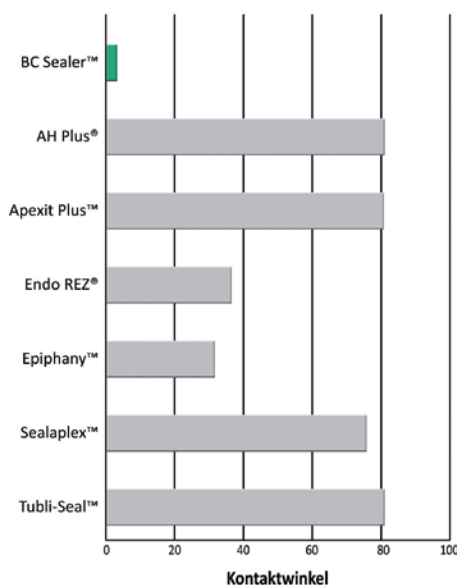 BC Sealer™
AH Plus®
Apexit Plus™
Endo REZ®
Epiphany™
Sealaplex™
Tubli-Seal™
0 20 40 60 80 100
Kontaktwinkel